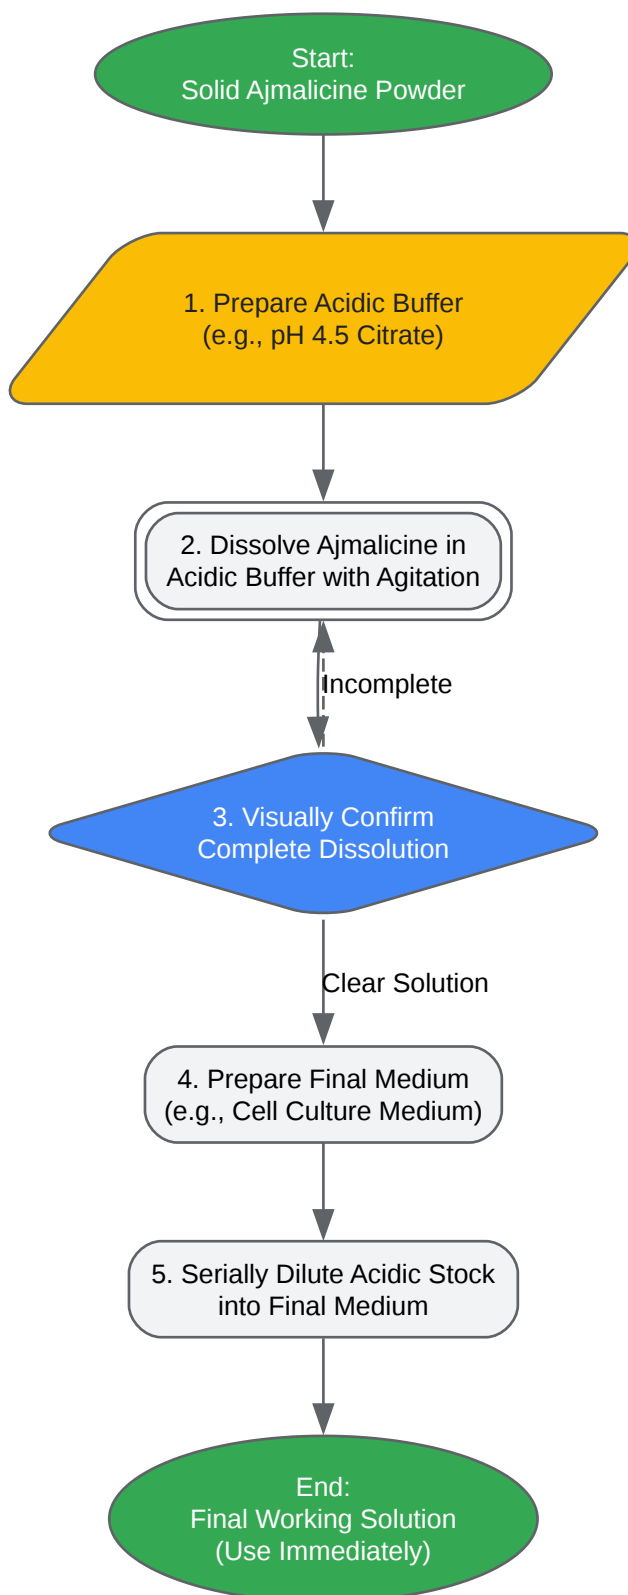 Start:
Solid Ajmalicine Powder
1. Prepare Acidic Buffer
(e.g., pH 4.5 Citrate)
2. Dissolve Ajmalicine in
Acidic Buffer with Agitation
Incomplete
3. Visually Confirm
Complete Dissolution
Clear Solution
4. Prepare Final Medium
(e.g., Cell Culture Medium)
5. Serially Dilute Acidic Stock
into Final Medium
End:
Final Working Solution
(Use Immediately)